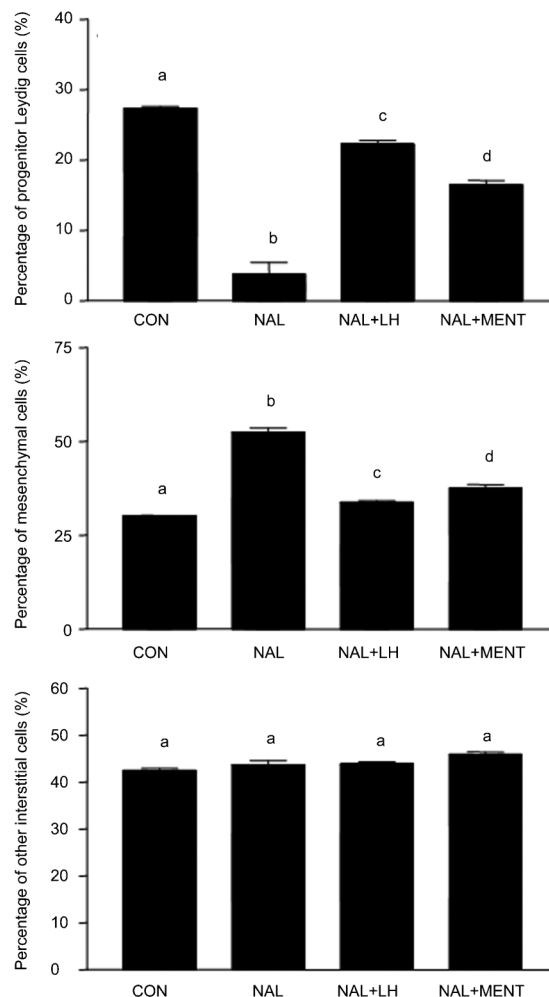 Percentage of progenitor Leydig cells (%)
40
30
20
10
0
a
b
c
d
CON NAL NAL+LH NAL+MENT
Percentage of mesenchymal cells (%)
75
50
25
0
a
b
c
d
CON NAL NAL+LH NAL+MENT
Percentage of other interstitial cells (%)
60
50
40
30
20
10
0
a a a a
CON NAL NAL+LH NAL+MENT